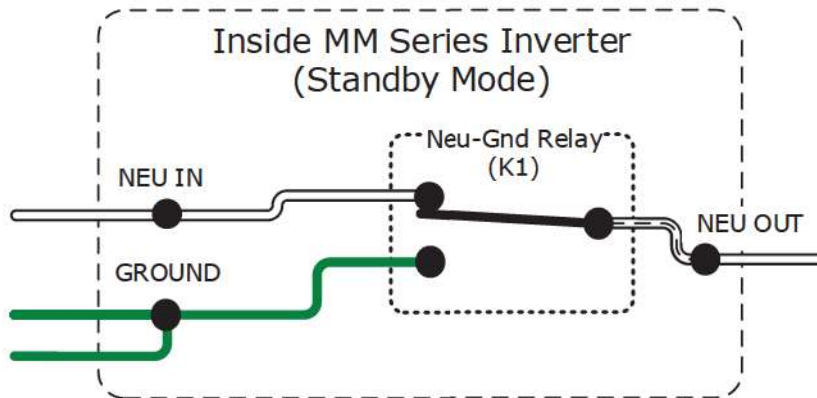 Inside MM Series Inverter
(Standby Mode)
Neu-Gnd Relay
(K1)
NEU IN
NEU OUT
GROUND